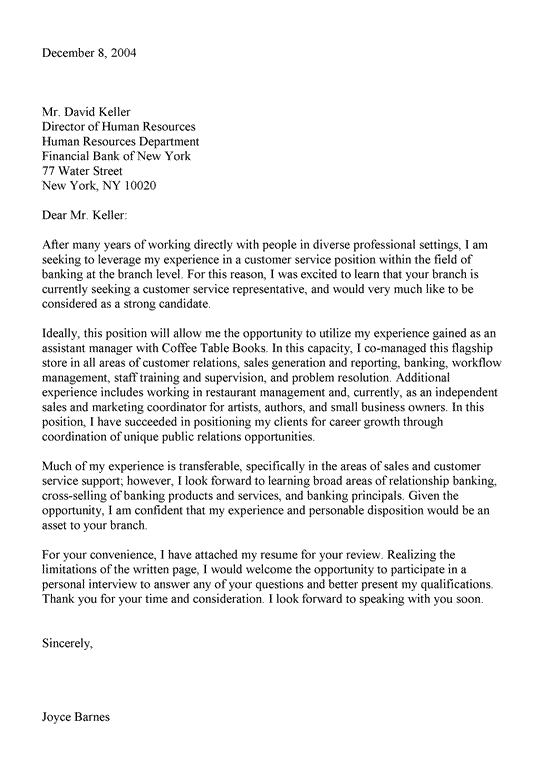 December 8, 2004
Mr. David Keller
Director of Human Resources
Human Resources Department
Financial Bank of New York
77 Water Street
New York, NY 10020
Dear Mr. Keller:
After many years of working directly with people in diverse professional settings, I am
seeking to leverage my experience in a customer service position within the field of
banking at the branch level. For this reason, I was excited to learn that your branch is
currently seeking a customer service representative, and would very much like to be
considered as a strong candidate.
Ideally, this position will allow me the opportunity to utilize my experience gained as an
assistant manager with Coffee Table Books. In this capacity, I co-managed this flagship
store in all areas of customer relations, sales generation and reporting, banking, workflow
management, staff training and supervision, and problem resolution. Additional
experience includes working in restaurant management and, currently, as an independent
sales and marketing coordinator for artists, authors, and small business owners. In this
position, I have succeeded in positioning my clients for career growth through
coordination of unique public relations opportunities.
Much of my experience is transferable, specifically in the areas of sales and customer
service support; however, I look forward to learning broad areas of relationship banking,
cross-selling of banking products and services, and banking principals. Given the
opportunity, I am confident that my experience and personable disposition would be an
asset to your branch.
For your convenience, I have attached my resume for your review. Realizing the
limitations of the written page, I would welcome the opportunity to participate in a
personal interview to answer any of your questions and better present my qualifications.
Thank you for your time and consideration. I look forward to speaking with you soon.
Sincerely,
Joyce Barnes